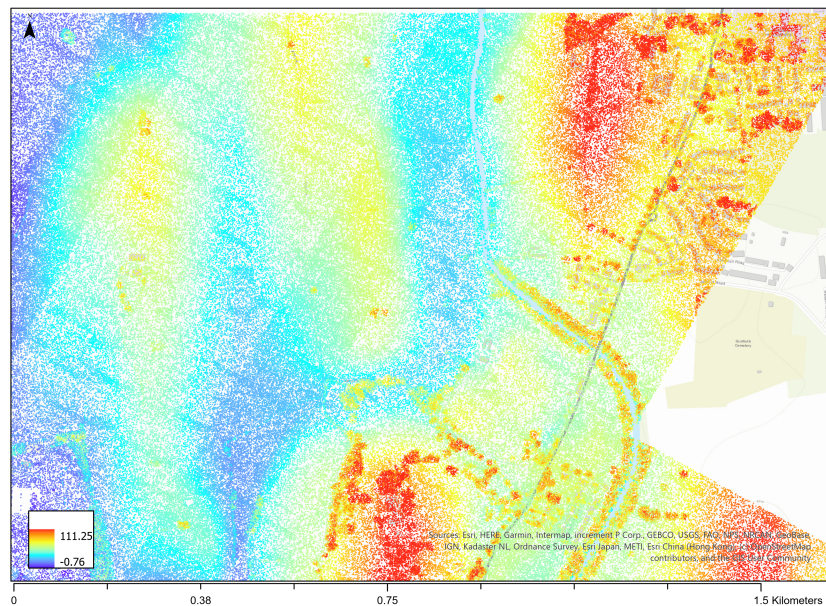 111.25
-0.76
Sources: Esri, HERE, Garmin, Intermap, increment P Corp., GEBCO, USGS, FAO, NPS, NRCAN, GeoBase,
IGN, Kadaster NL, Ordnance Survey, Esri Japan, METI, Esri China (Hong Kong), (c) OpenStreetMap
contributors, and the GIS User Community
0
0.38
0.75
1.5 Kilometers